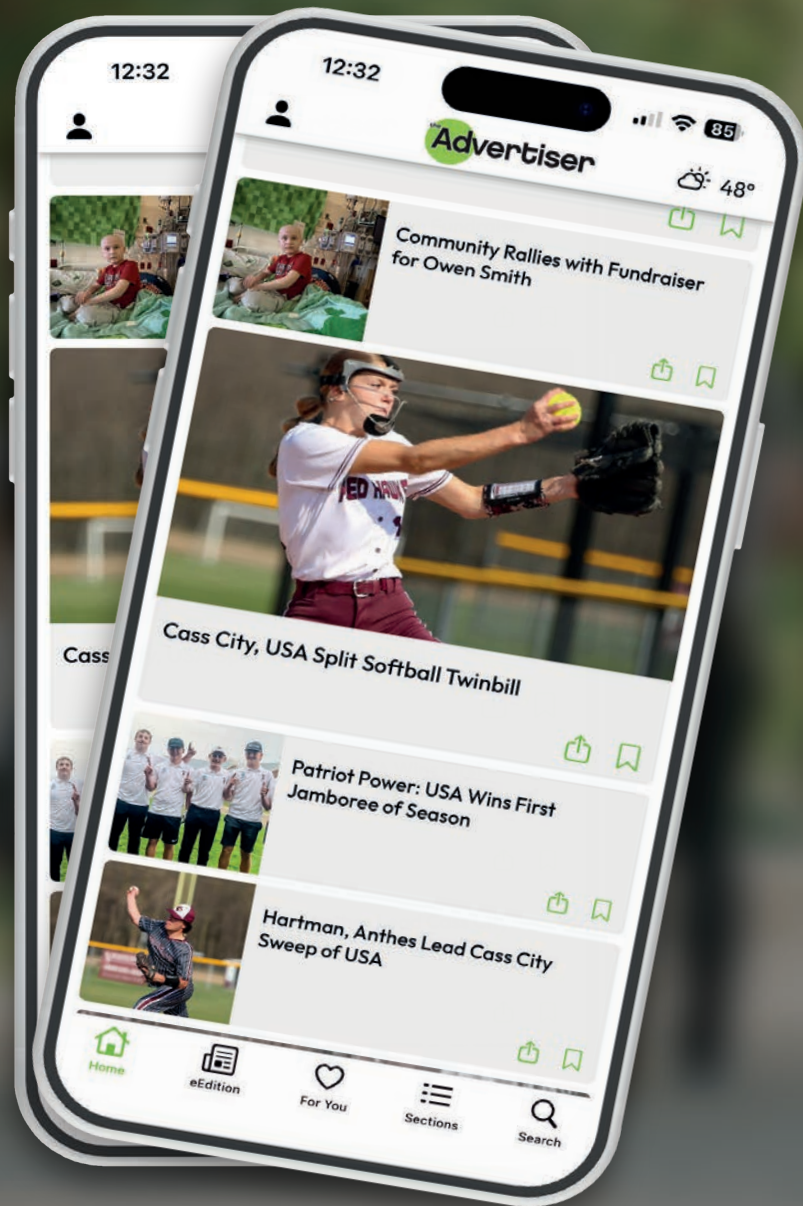 12:32
12:32
85
the
Advertiser
48°
Community Rallies with Fundraiser
for Owen Smith
RED HAWKS
Cass City, USA Split Softball Twinbill
Cass
Patriot Power: USA Wins First
Jamboree of Season
Hartman, Anthes Lead Cass City
Sweep of USA
Home
eEdition
For You
Sections
Search